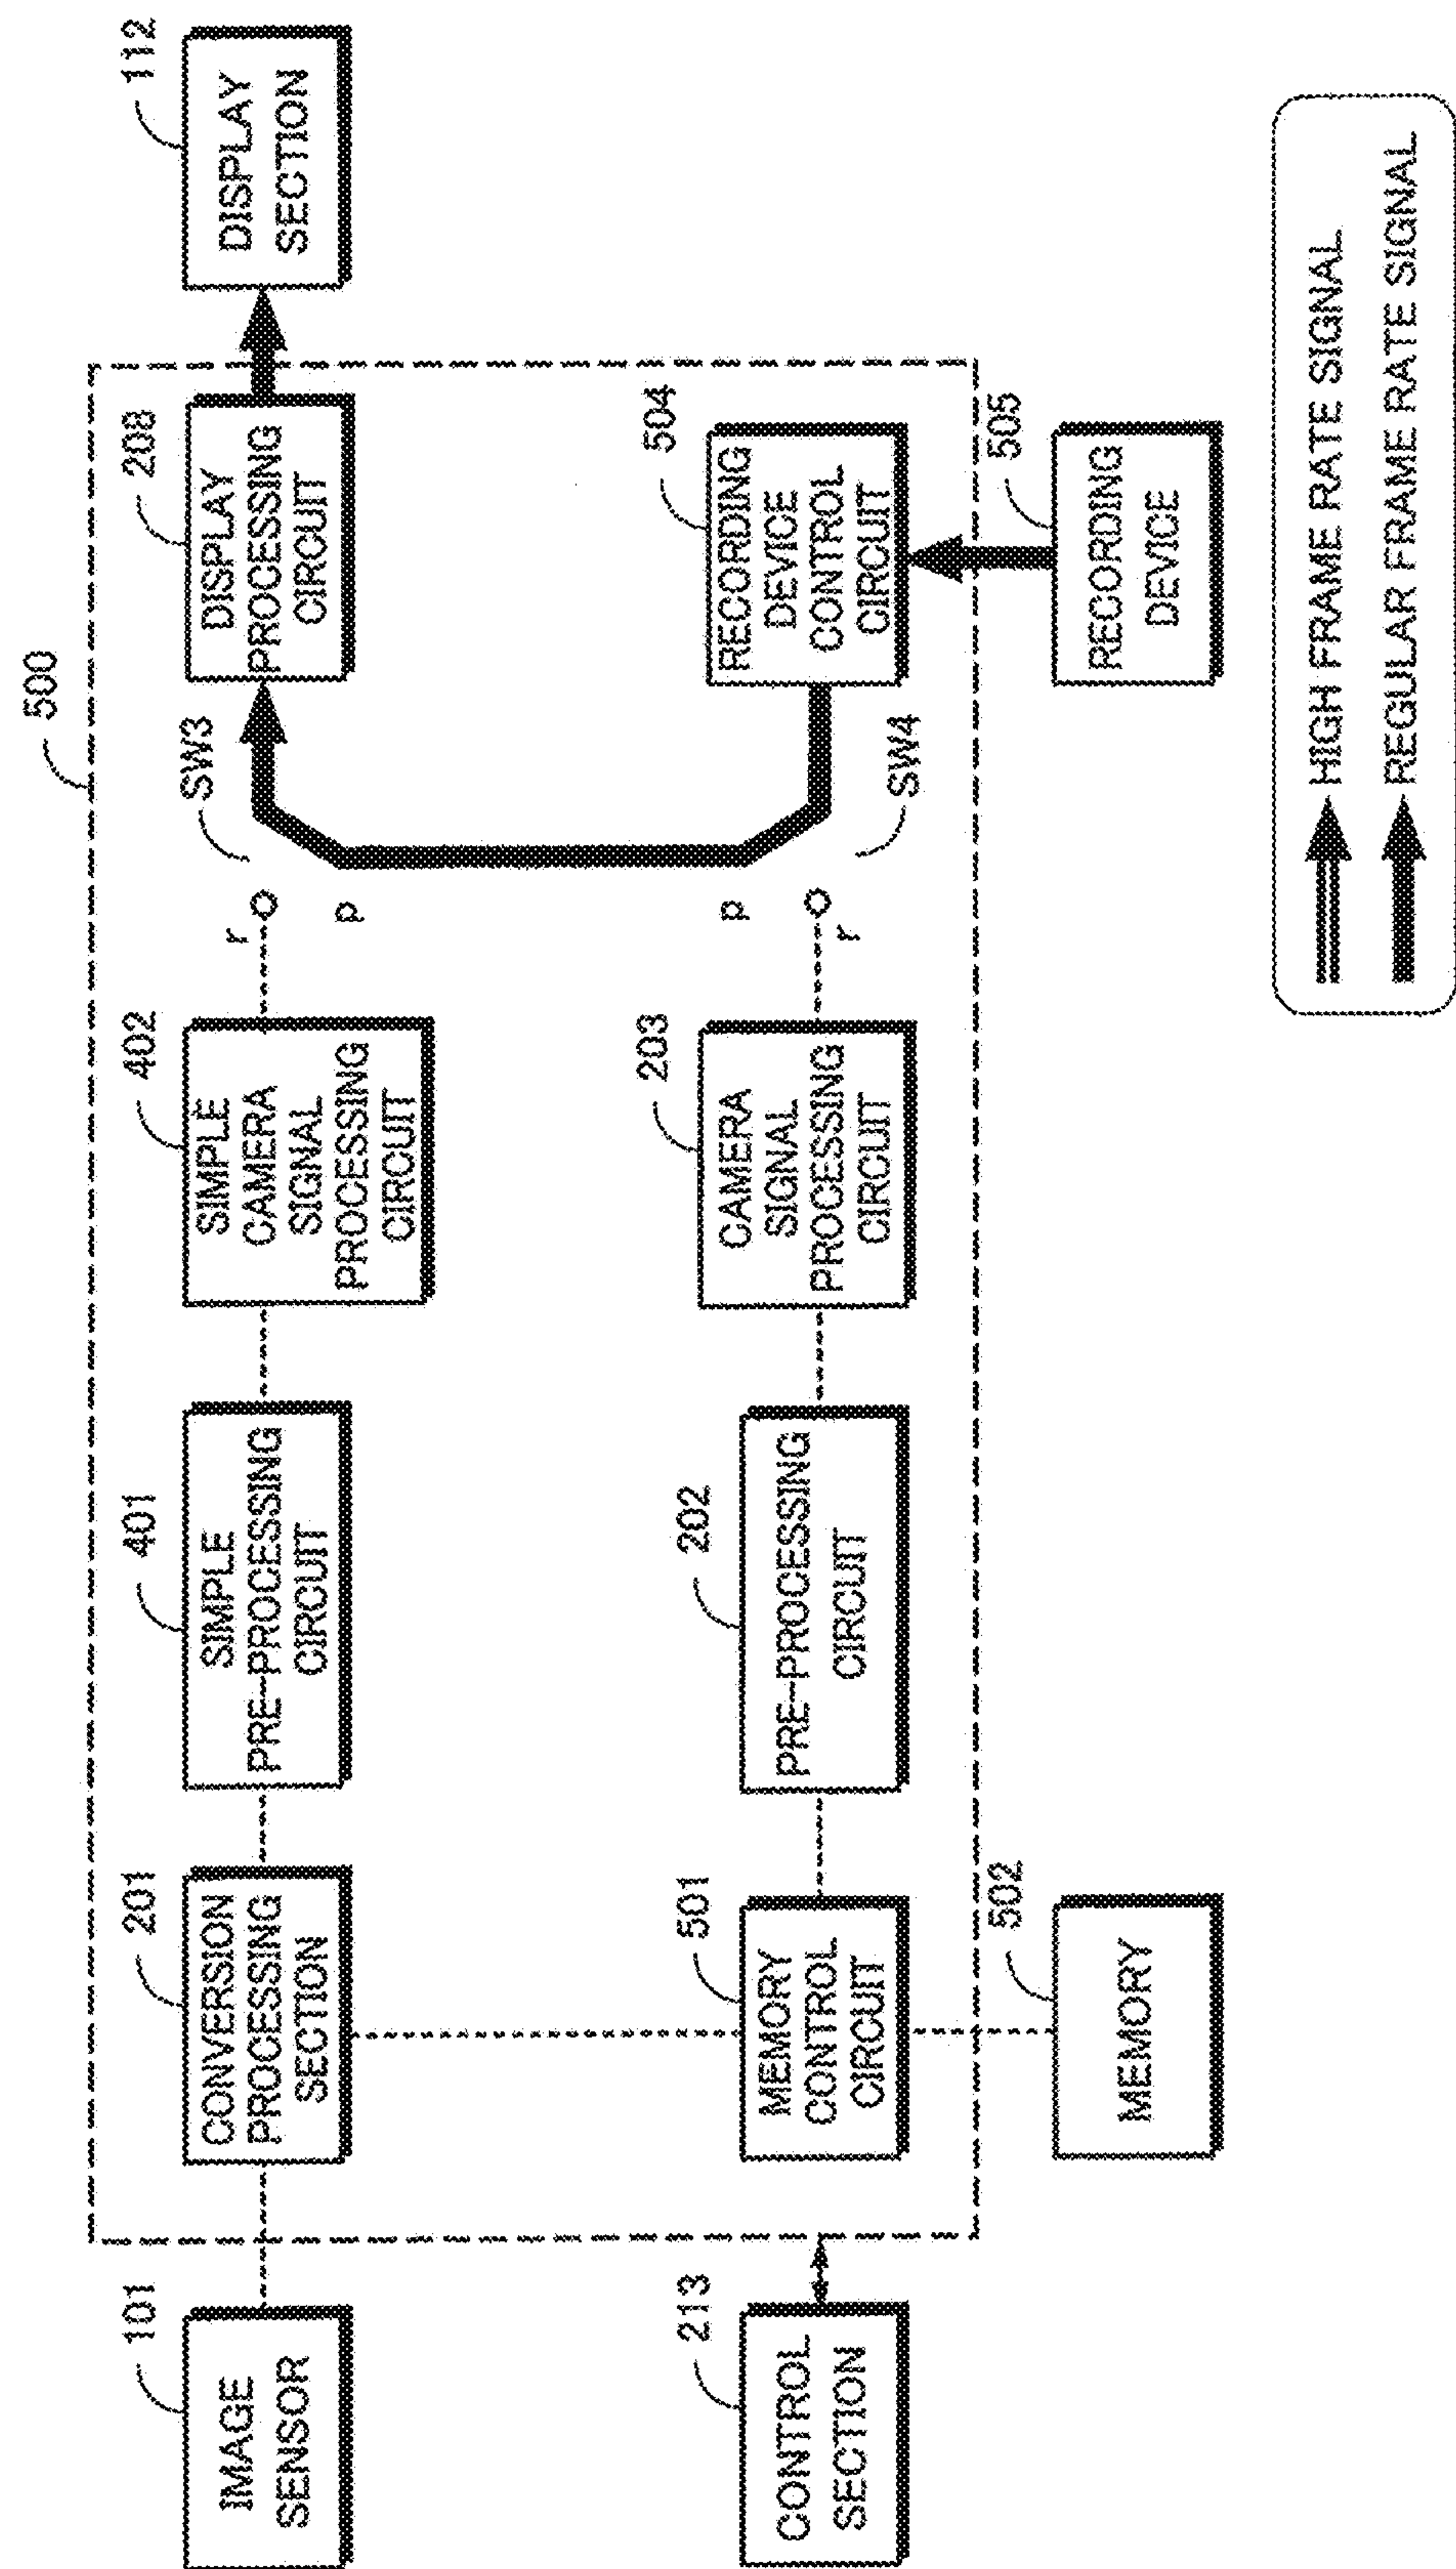 500
101
IMAGE
SENSOR
201
CONVERSION
PROCESSING
SECTION
401
SIMPLE
PRE-PROCESSING
CIRCUIT
402
SIMPLE
CAMERA
SIGNAL
PROCESSING
CIRCUIT
SW3
r
p
208
DISPLAY
PROCESSING
CIRCUIT
112
DISPLAY
SECTION
213
CONTROL
SECTION
501
MEMORY
CONTROL
CIRCUIT
202
PRE-PROCESSING
CIRCUIT
203
CAMERA
SIGNAL
PROCESSING
CIRCUIT
p
r
SW4
504
RECORDING
DEVICE
CONTROL
CIRCUIT
502
MEMORY
505
RECORDING
DEVICE
HIGH FRAME RATE SIGNAL
REGULAR FRAME RATE SIGNAL